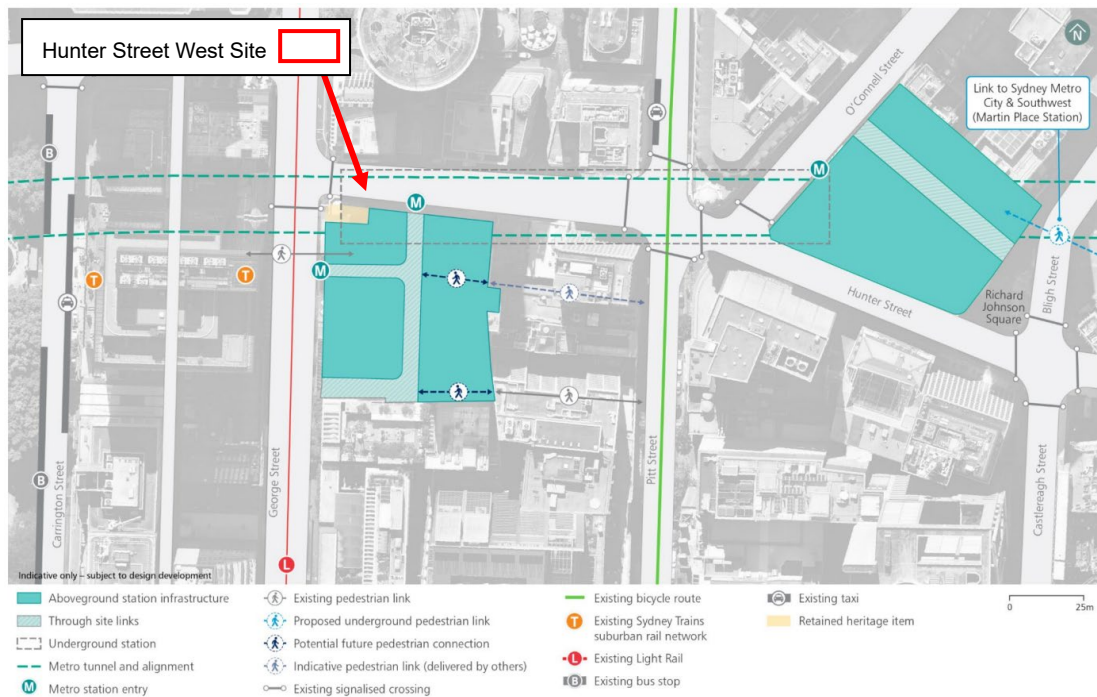 Hunter Street West Site
N
O'Connell Street
Link to Sydney Metro
City & Southwest
(Martin Place Station)
B
M
M
T
T
M
Hunter Street
Richard
Johnson
Square
Bligh Street
Carrington Street
George Street
Pitt Street
Castlereagh Street
B
L
Indicative only – subject to design development
Aboveground station infrastructure
Through site links
Underground station
Metro tunnel and alignment
M Metro station entry
Existing pedestrian link
Proposed underground pedestrian link
Potential future pedestrian connection
Indicative pedestrian link (delivered by others)
Existing signalised crossing
Existing bicycle route
T Existing Sydney Trains
suburban rail network
L Existing Light Rail
B Existing bus stop
Existing taxi
Retained heritage item
0 25m